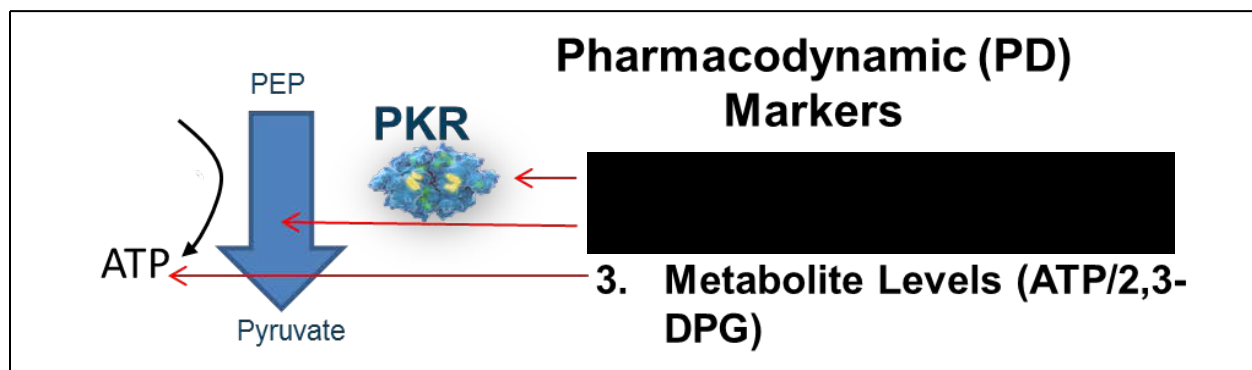 Pharmacodynamic (PD)
Markers
PEP
PKR
ATP
3. Metabolite Levels (ATP/2,3-
DPG)
Pyruvate